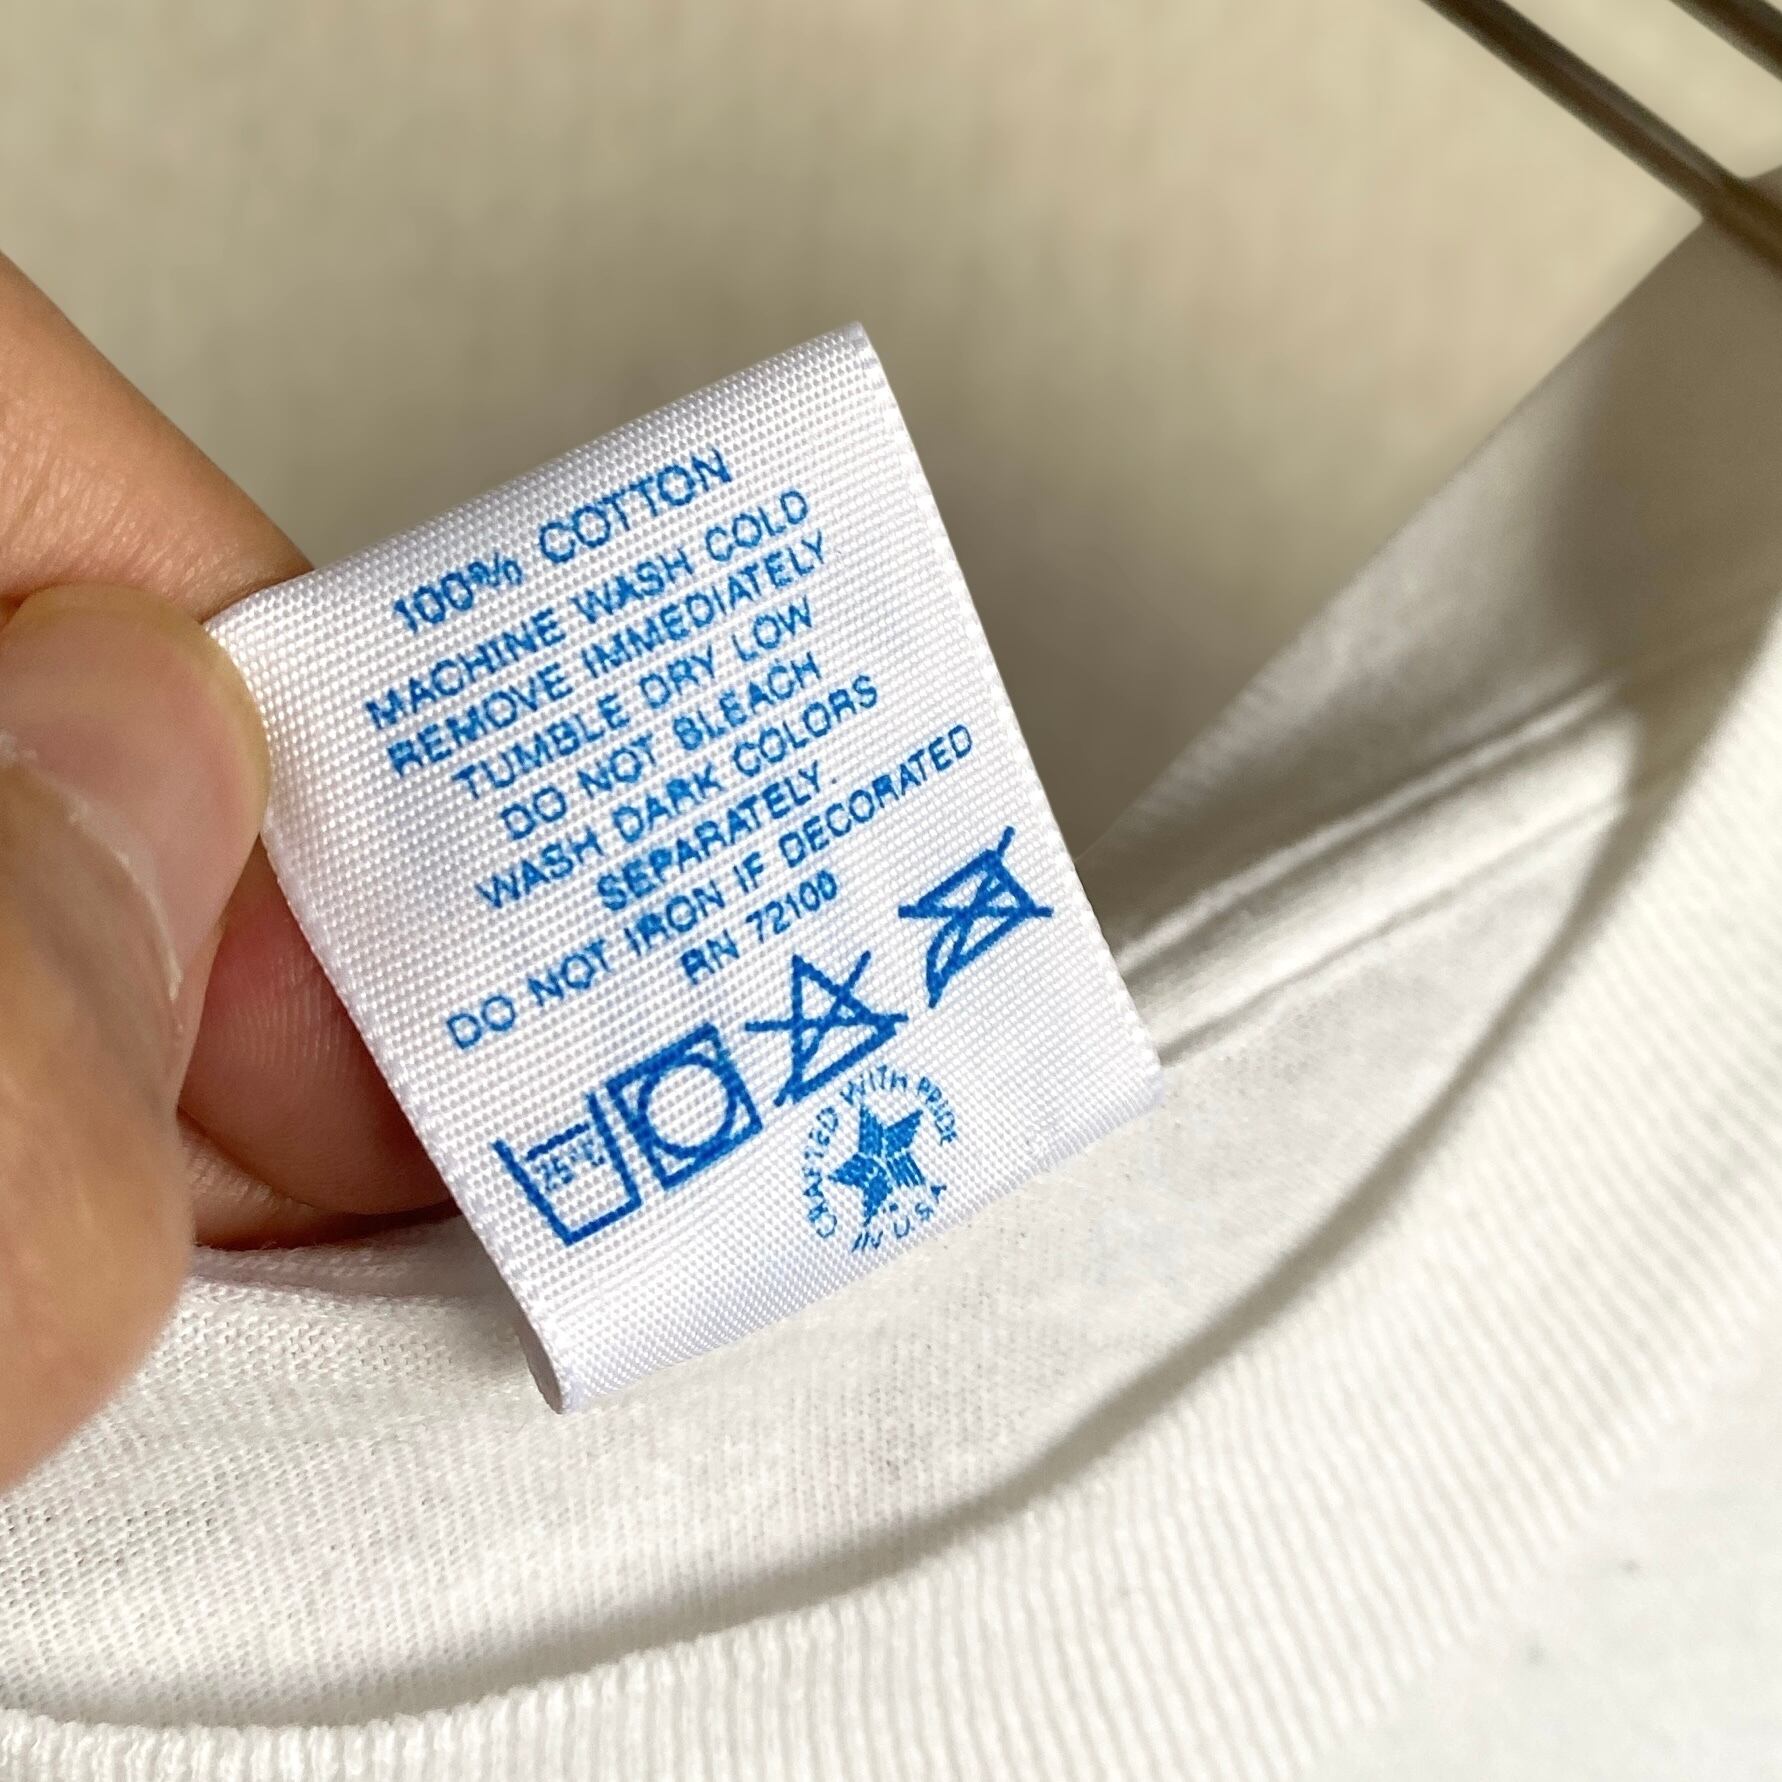 100% COTTON
MACHINE WASH COLD
REMOVE IMMEDIATELY
TUMBLE DRY LOW
DO NOT BLEACH
WASH DARK COLORS
SEPARATELY.
DO NOT IRON IF DECORATED
RN 72100
CRAFTED WITH PRIDE
IN U.S.A